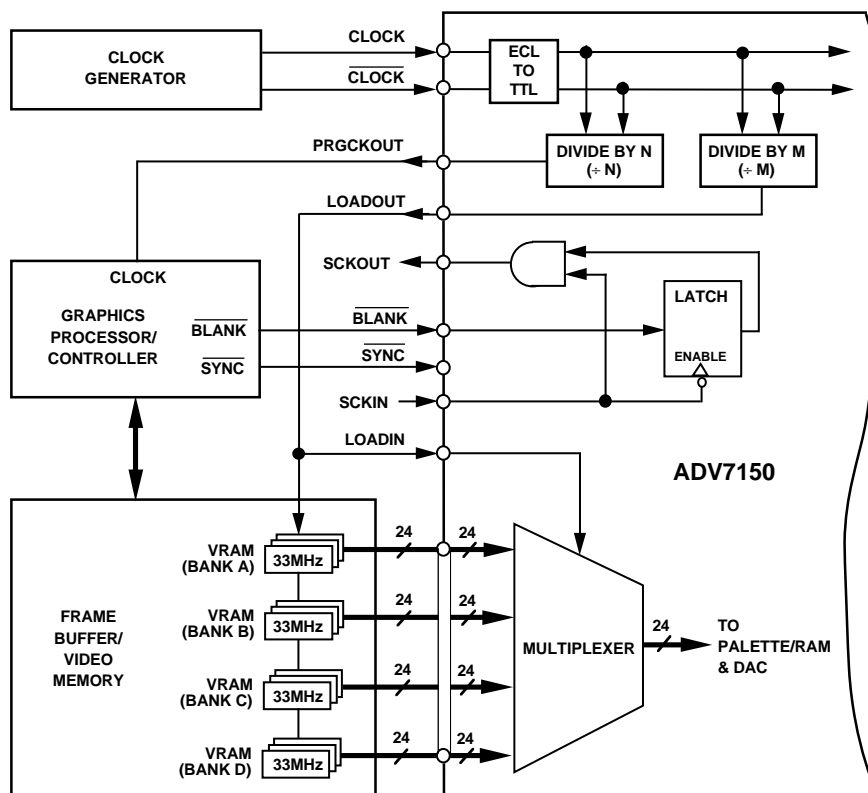 CLOCK
GENERATOR
CLOCK
CLOCK
ECL
TO
TTL
PRGCKOUT
DIVIDE BY N
(÷ N)
DIVIDE BY M
(÷ M)
LOADOUT
SCKOUT
CLOCK
GRAPHICS
PROCESSOR/
CONTROLLER
BLANK
SYNC
BLANK
SYNC
LATCH
ENABLE
SCKIN
LOADIN
ADV7150
FRAME
BUFFER/
VIDEO
MEMORY
VRAM
(BANK A)
33MHz
24
24
VRAM
(BANK B)
33MHz
24
24
VRAM
(BANK C)
33MHz
24
24
VRAM
(BANK D)
33MHz
24
24
MULTIPLEXER
24
TO
PALETTE/RAM
& DAC